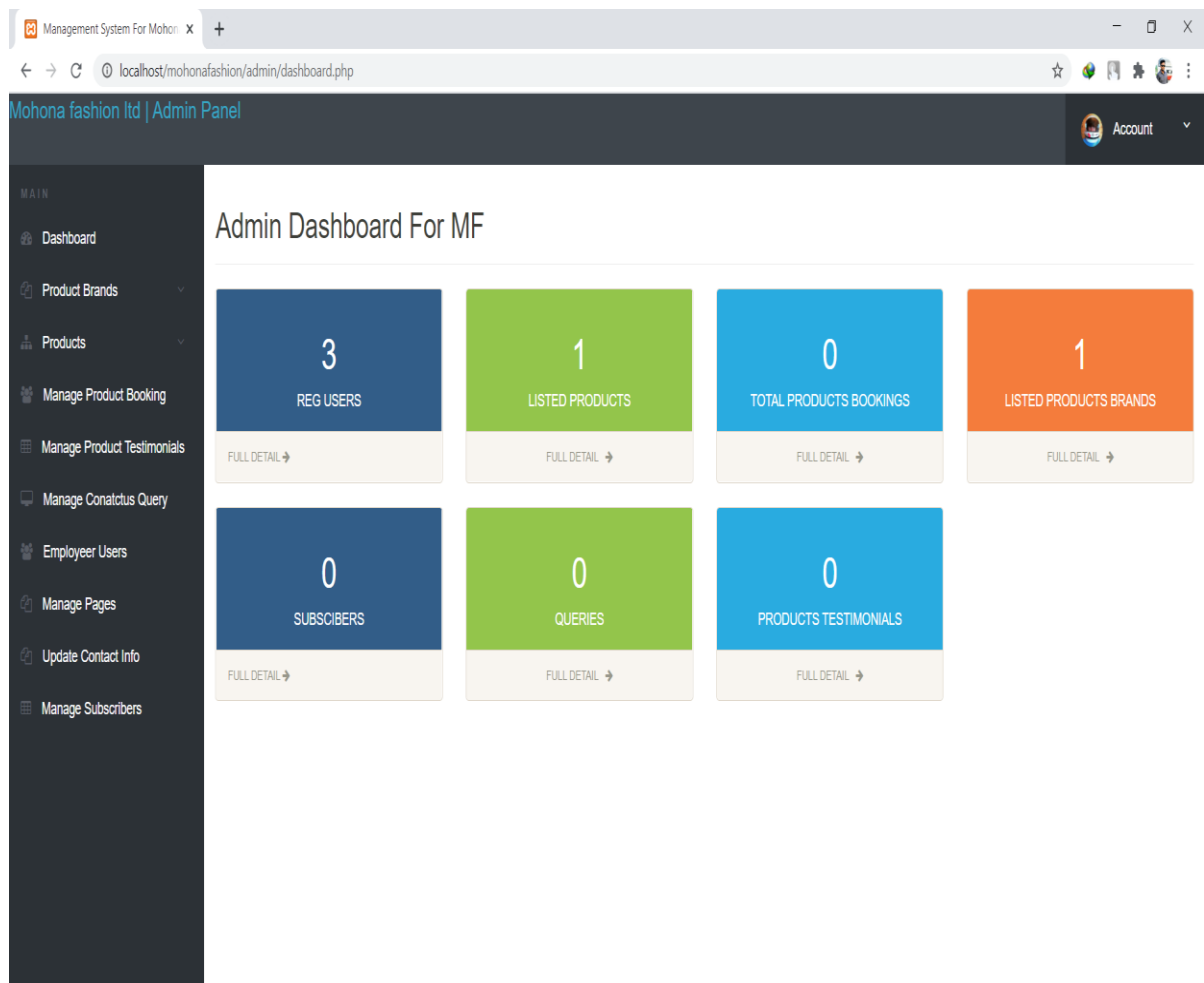 Management System For Mohon
localhost/mohonafashion/admin/dashboard.php
Mohona fashion ltd | Admin Panel
Account
MAIN
Dashboard
Product Brands
Products
Manage Product Booking
Manage Product Testimonials
Manage Conatctus Query
Employeer Users
Manage Pages
Update Contact Info
Manage Subscribers
Admin Dashboard For MF
3
REG USERS
FULL DETAIL
1
LISTED PRODUCTS
FULL DETAIL
0
TOTAL PRODUCTS BOOKINGS
FULL DETAIL
1
LISTED PRODUCTS BRANDS
FULL DETAIL
0
SUBSCIBERS
FULL DETAIL
0
QUERIES
FULL DETAIL
0
PRODUCTS TESTIMONIALS
FULL DETAIL